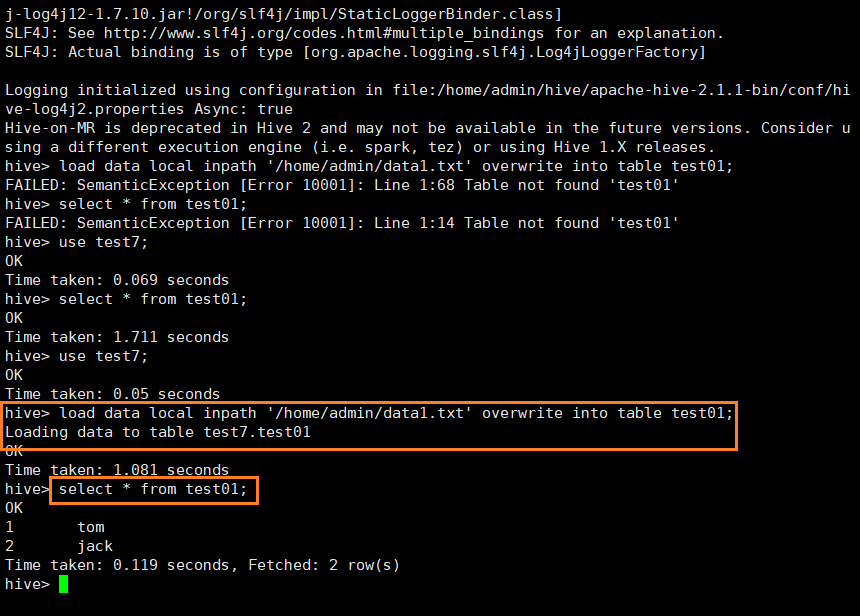 j-log4j12-1.7.10.jar!/org/slf4j/impl/StaticLoggerBinder.class]
SLF4J: See http://www.slf4j.org/codes.html#multiple_bindings for an explanation.
SLF4J: Actual binding is of type [org.apache.logging.slf4j.Log4jLoggerFactory]
Logging initialized using configuration in file:/home/admin/hive/apache-hive-2.1.1-bin/conf/hi
ve-log4j2.properties Async: true
Hive-on-MR is deprecated in Hive 2 and may not be available in the future versions. Consider u
sing a different execution engine (i.e. spark, tez) or using Hive 1.X releases.
hive> load data local inpath '/home/admin/data1.txt' overwrite into table test01;
FAILED: SemanticException [Error 10001]: Line 1:68 Table not found 'test01'
hive> select * from test01;
FAILED: SemanticException [Error 10001]: Line 1:14 Table not found 'test01'
hive> use test7;
OK
Time taken: 0.069 seconds
hive> select * from test01;
OK
Time taken: 1.711 seconds
hive> use test7;
OK
Time taken: 0.05 seconds
hive> load data local inpath '/home/admin/data1.txt' overwrite into table test01;
Loading data to table test7.test01
OK
Time taken: 1.081 seconds
hive> select * from test01;
OK
1 tom
2 jack
Time taken: 0.119 seconds, Fetched: 2 row(s)
hive>